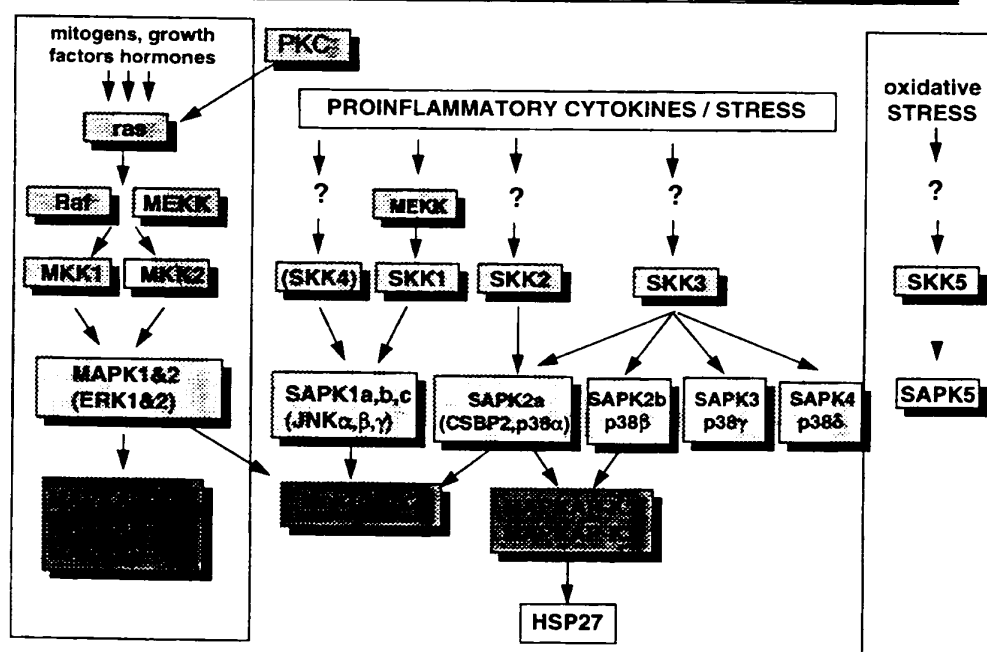 mitogens, growth
factors hormones
PKC
PROINFLAMMATORY CYTOKINES / STRESS
oxidative
STRESS
ras
?
?
?
?
Raf
MEKK
MEKK
MKK1
MKK2
(SKK4)
SKK1
SKK2
SKK3
SKK5
MAPK1&2
(ERK1&2)
SAPK1a,b,c
(JNKα,β,γ)
SAPK2a
(CSBP2,p38α)
SAPK2b
p38β
SAPK3
p38γ
SAPK4
p38δ
SAPK5
HSP27